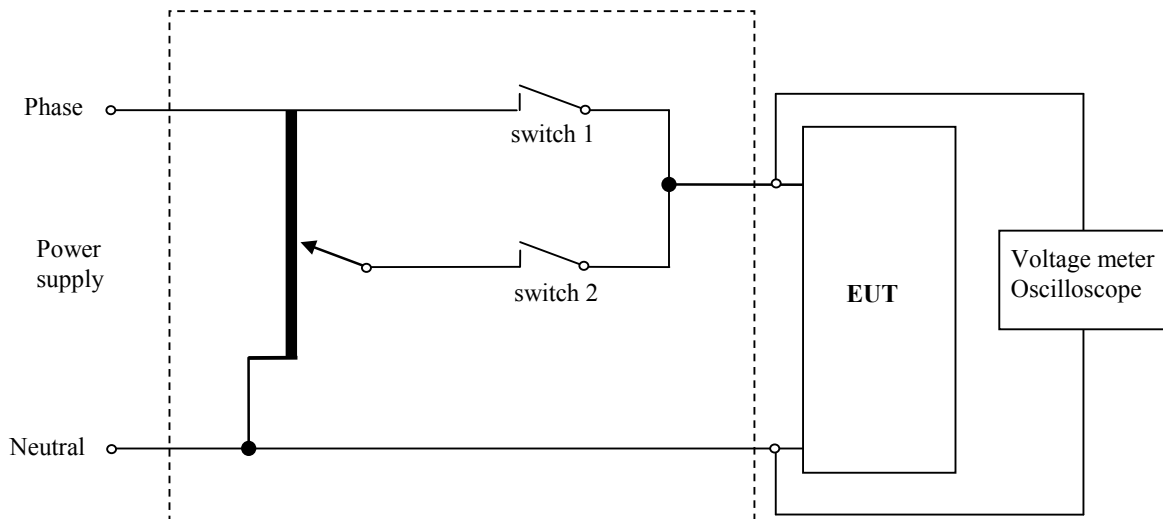 Phase
switch 1
Power
supply
switch 2
EUT
Voltage meter
Oscilloscope
Neutral